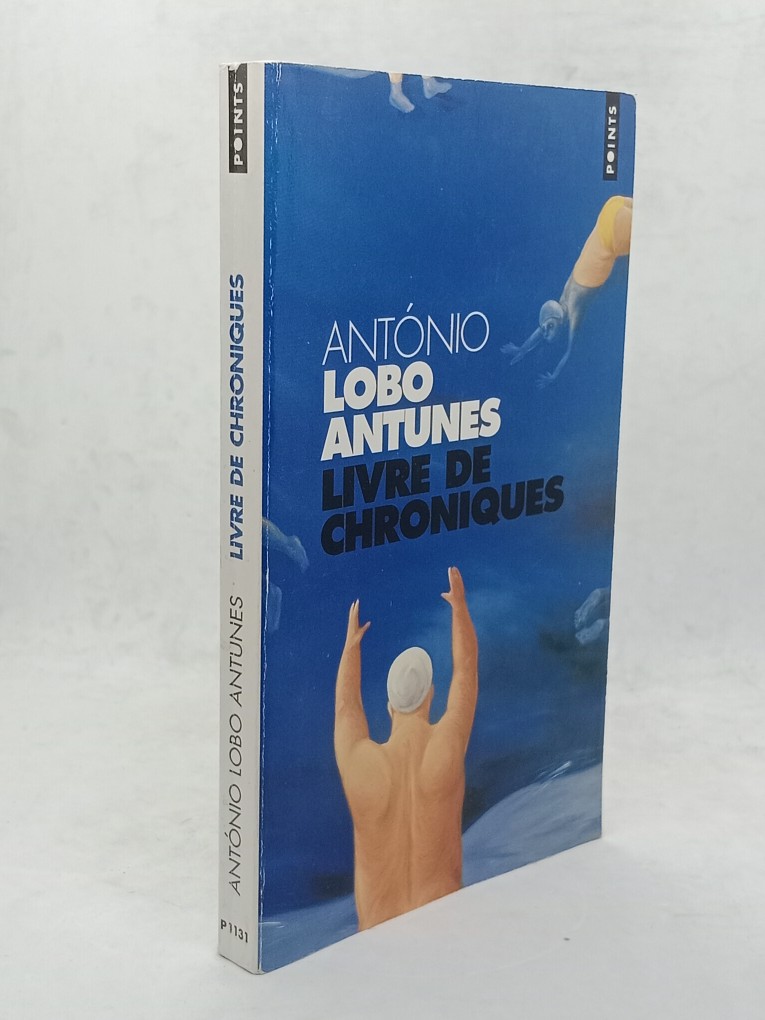 POINTS
LIVRE DE CHRONIQUES
ANTÓNIO LOBO ANTUNES
P1131
POINTS
ANTÓNIO
LOBO
ANTUNES
LIVRE DE
CHRONIQUES